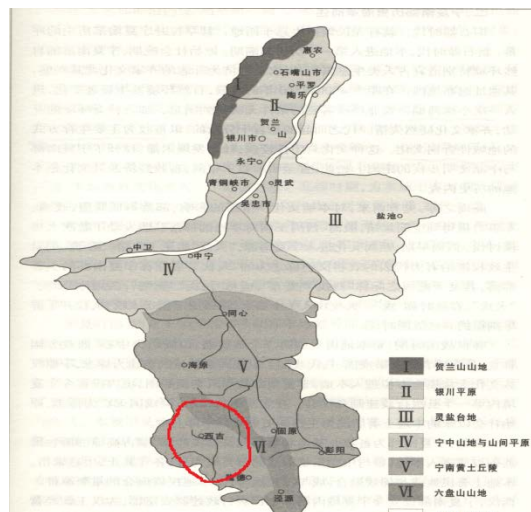 惠农
石嘴山市
平罗
陶乐
I
II
贺兰
山
银川市
永宁
灵武
青铜峡市
吴忠市
III
盐池
中卫
中宁
IV
同心
海原
V
西吉
固原
VI
彭阳
隆德
泾源
I 贺兰山山地
II 银川平原
III 灵盐台地
IV 宁中山地与山间平原
V 宁南黄土丘陵
VI 六盘山山地